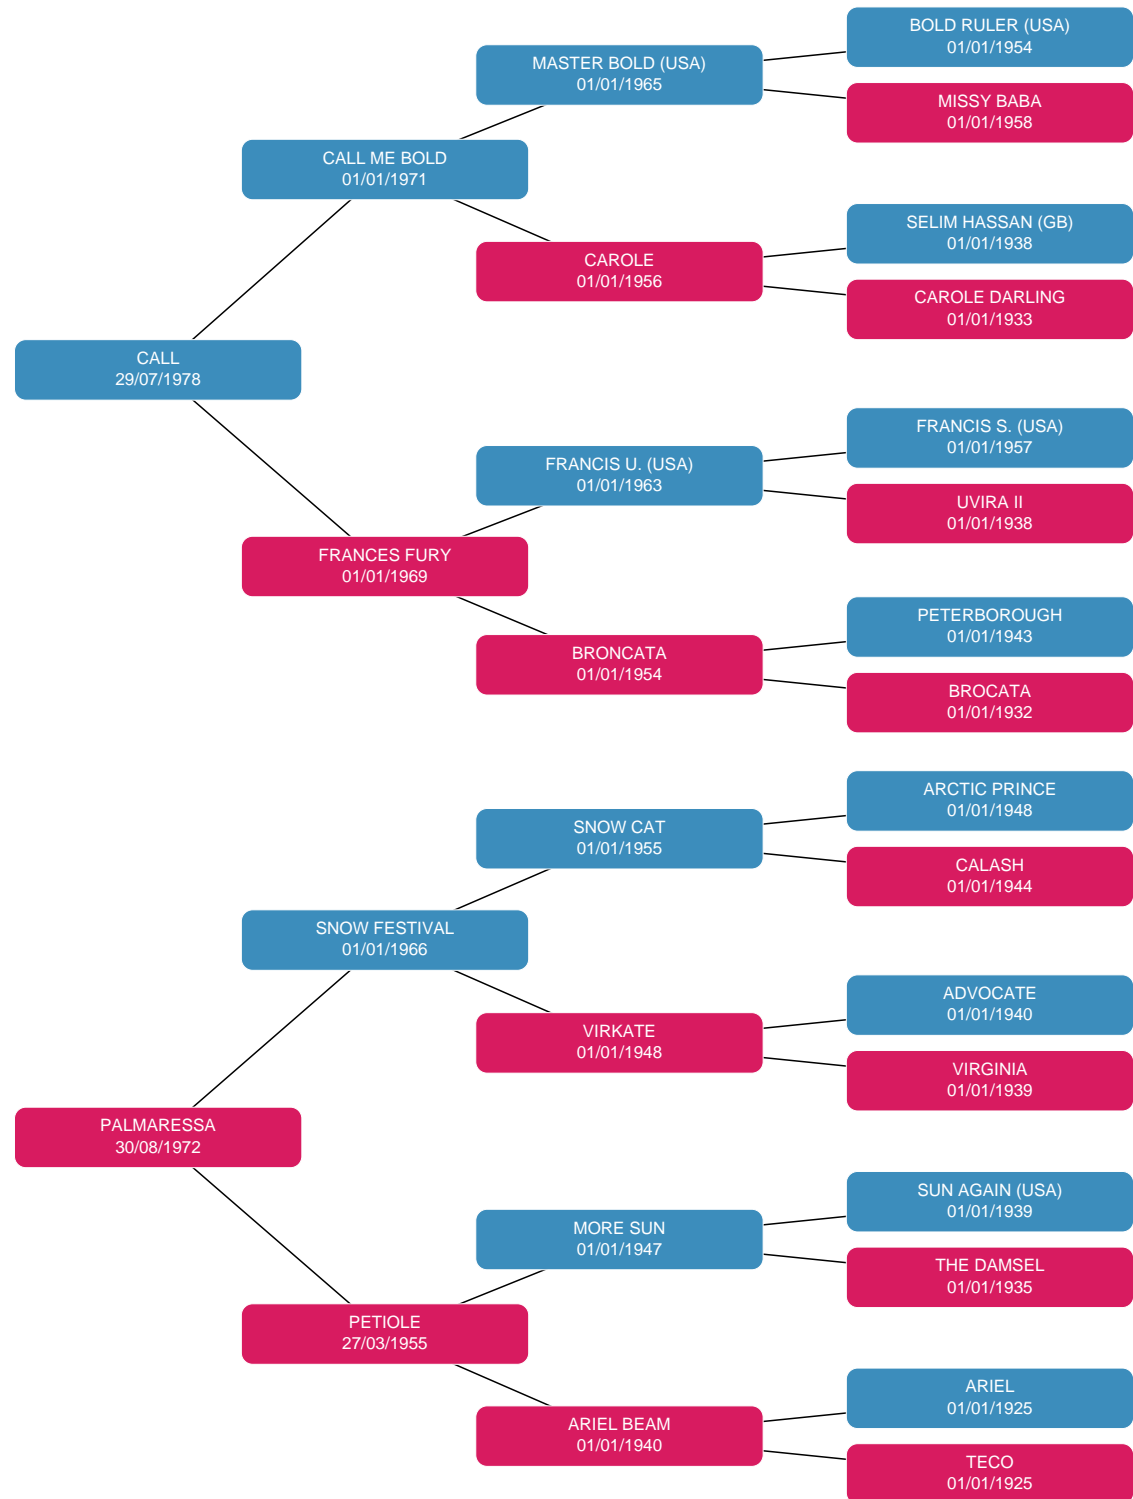 BOLD RULER (USA)
01/01/1954
MASTER BOLD (USA)
01/01/1965
MISSY BABA
01/01/1958
CALL ME BOLD
01/01/1971
SELIM HASSAN (GB)
01/01/1938
CAROLE
01/01/1956
CAROLE DARLING
01/01/1933
CALL
29/07/1978
FRANCIS S. (USA)
01/01/1957
FRANCIS U. (USA)
01/01/1963
UVIRA II
01/01/1938
FRANCES FURY
01/01/1969
PETERBOROUGH
01/01/1943
BRONCATA
01/01/1954
BROCATA
01/01/1932
ARCTIC PRINCE
01/01/1948
SNOW CAT
01/01/1955
CALASH
01/01/1944
SNOW FESTIVAL
01/01/1966
ADVOCATE
01/01/1940
VIRKATE
01/01/1948
VIRGINIA
01/01/1939
PALMARESSA
30/08/1972
SUN AGAIN (USA)
01/01/1939
MORE SUN
01/01/1947
THE DAMSEL
01/01/1935
PETIOLE
27/03/1955
ARIEL
01/01/1925
ARIEL BEAM
01/01/1940
TECO
01/01/1925